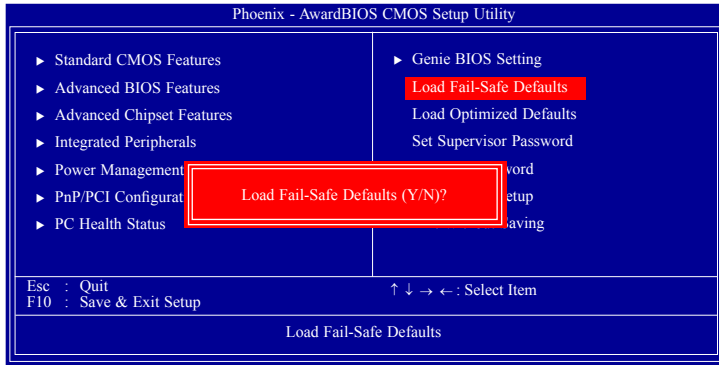 Phoenix - AwardBIOS CMOS Setup Utility
► Standard CMOS Features
► Advanced BIOS Features
► Advanced Chipset Features
► Integrated Peripherals
► Power Management
► PnP/PCI
► PC Health Status
► Genie BIOS Setting
Load Fail-Safe Defaults
Load Optimized Defaults
Set Supervisor Password
Load Fail-Safe Defaults (Y/N)?
Esc : Quit
F10 : Save & Exit Setup
↑ ↓ → ← : Select Item
Load Fail-Safe Defaults